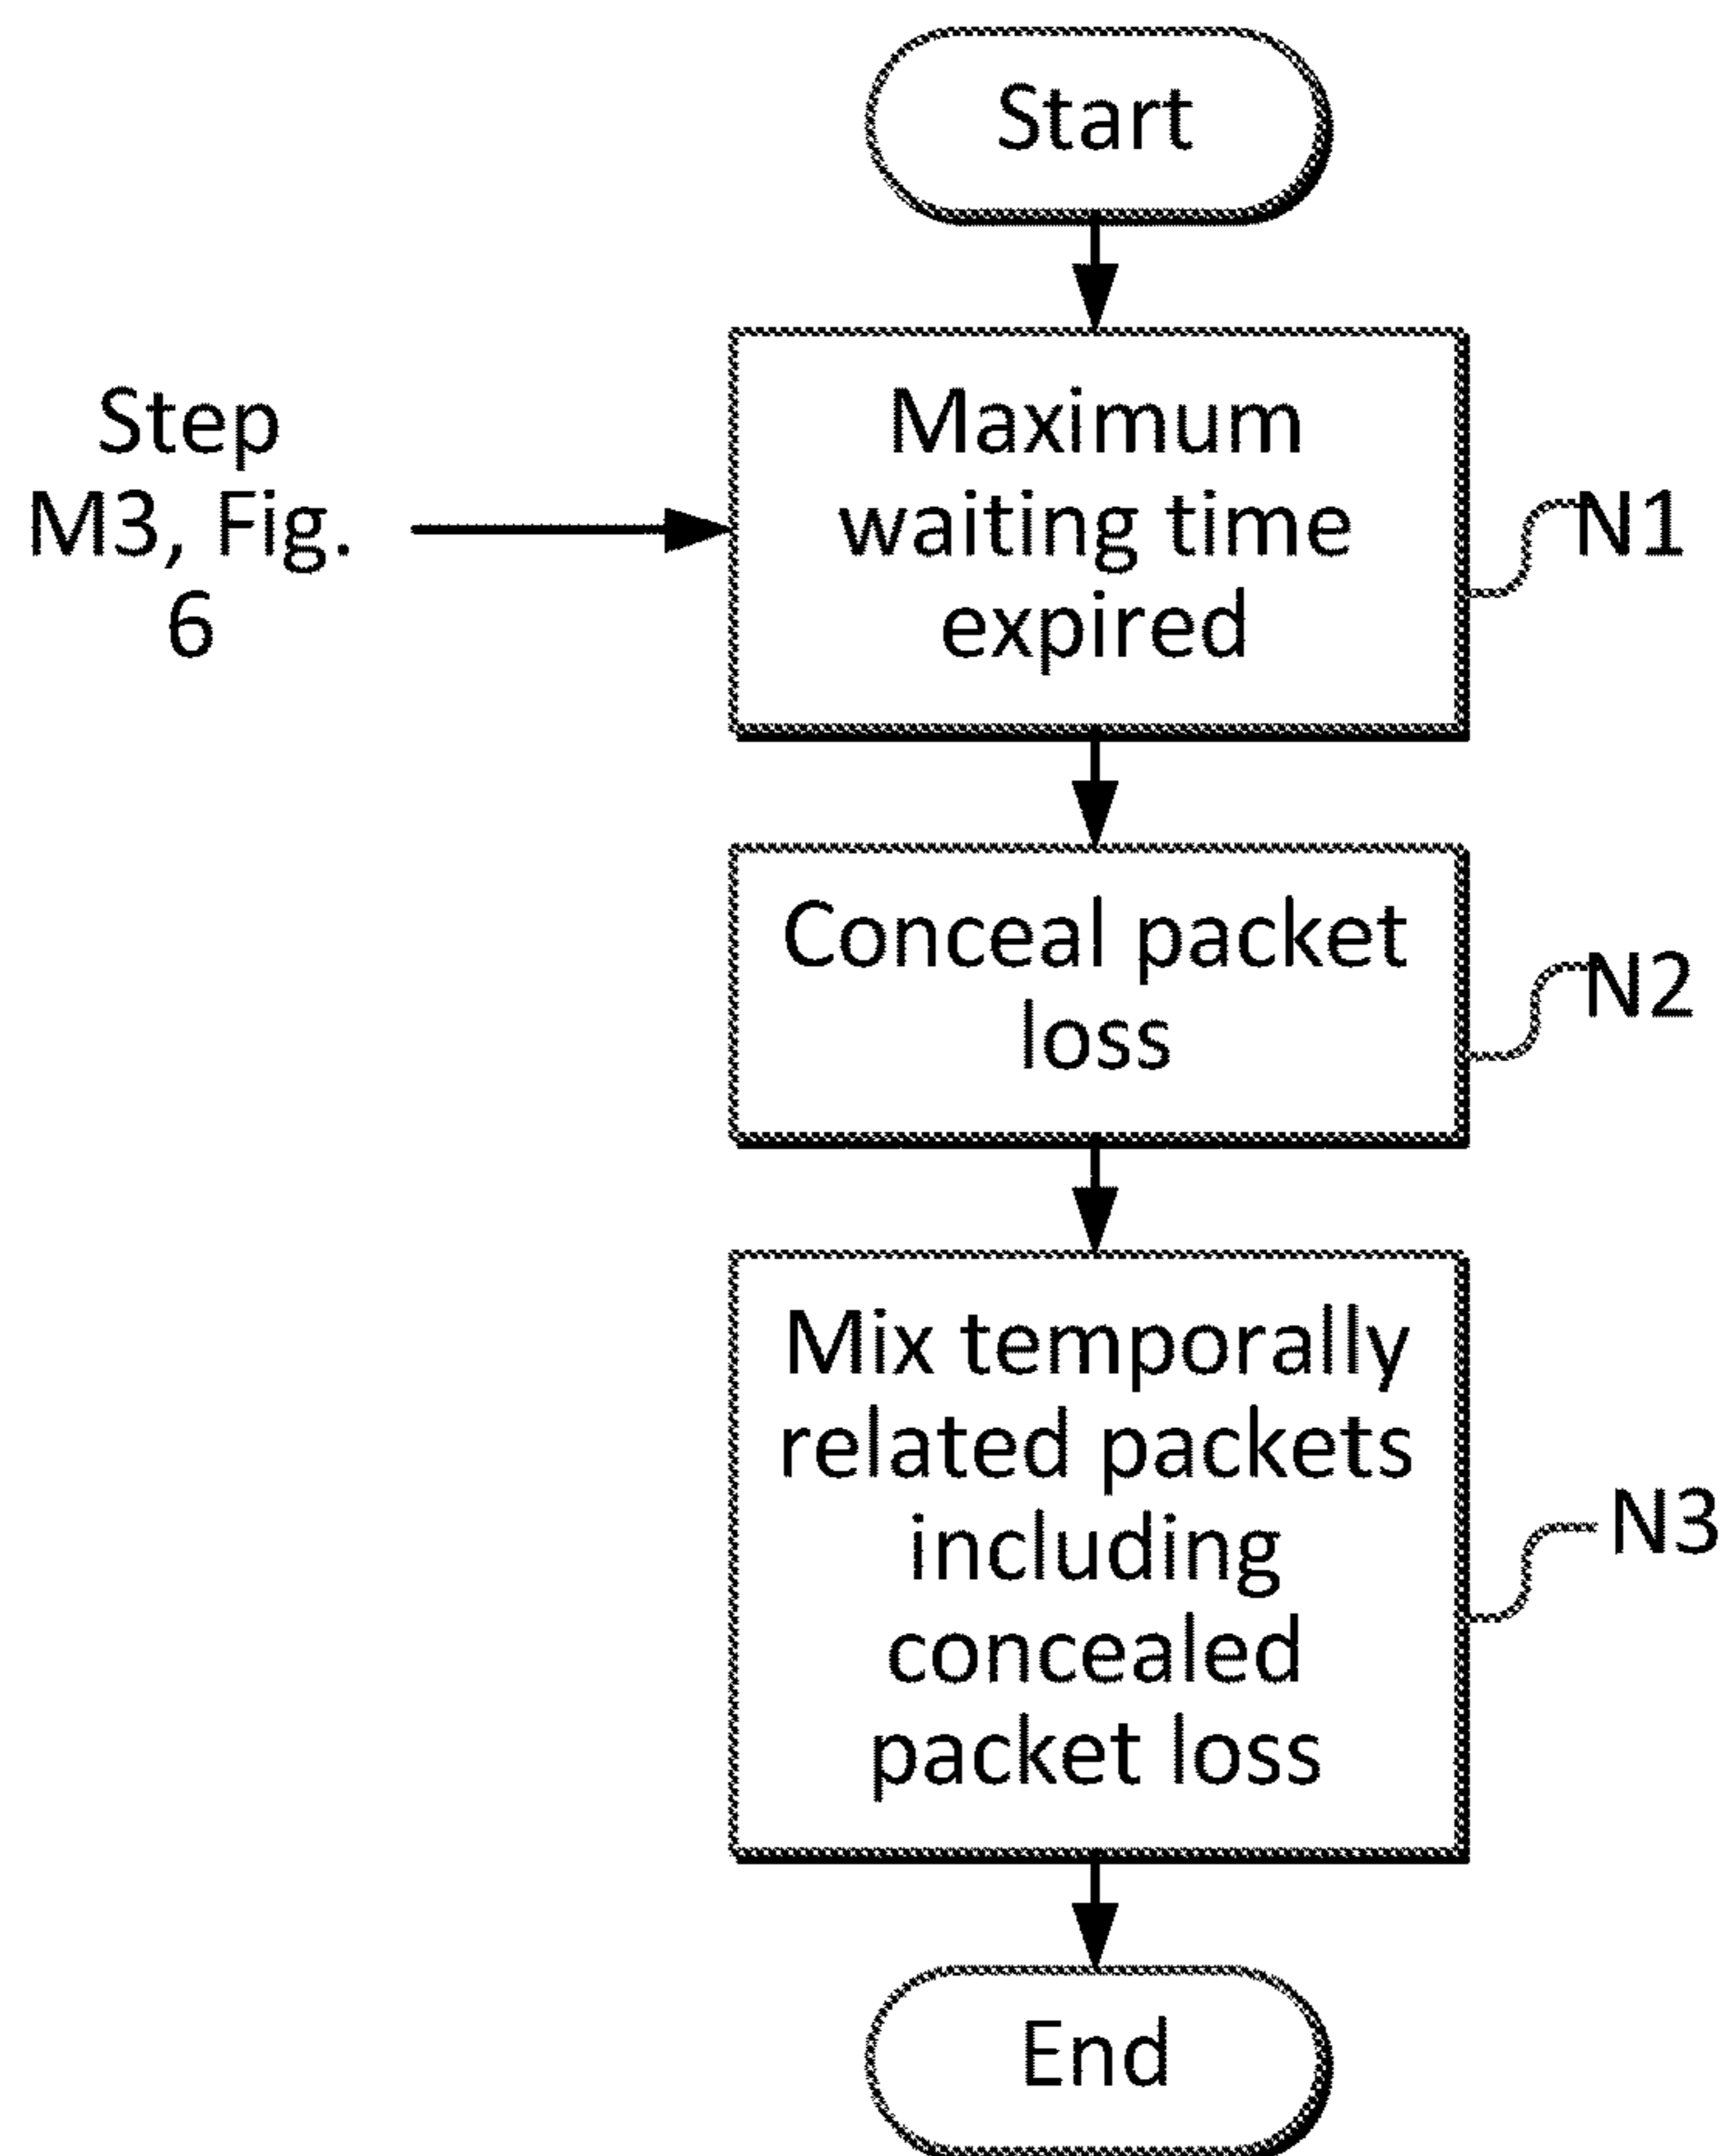 Start
Step
M3, Fig.
6
Maximum
waiting time
expired
N1
Conceal packet
loss
N2
Mix temporally
related packets
including
concealed
packet loss
N3
End